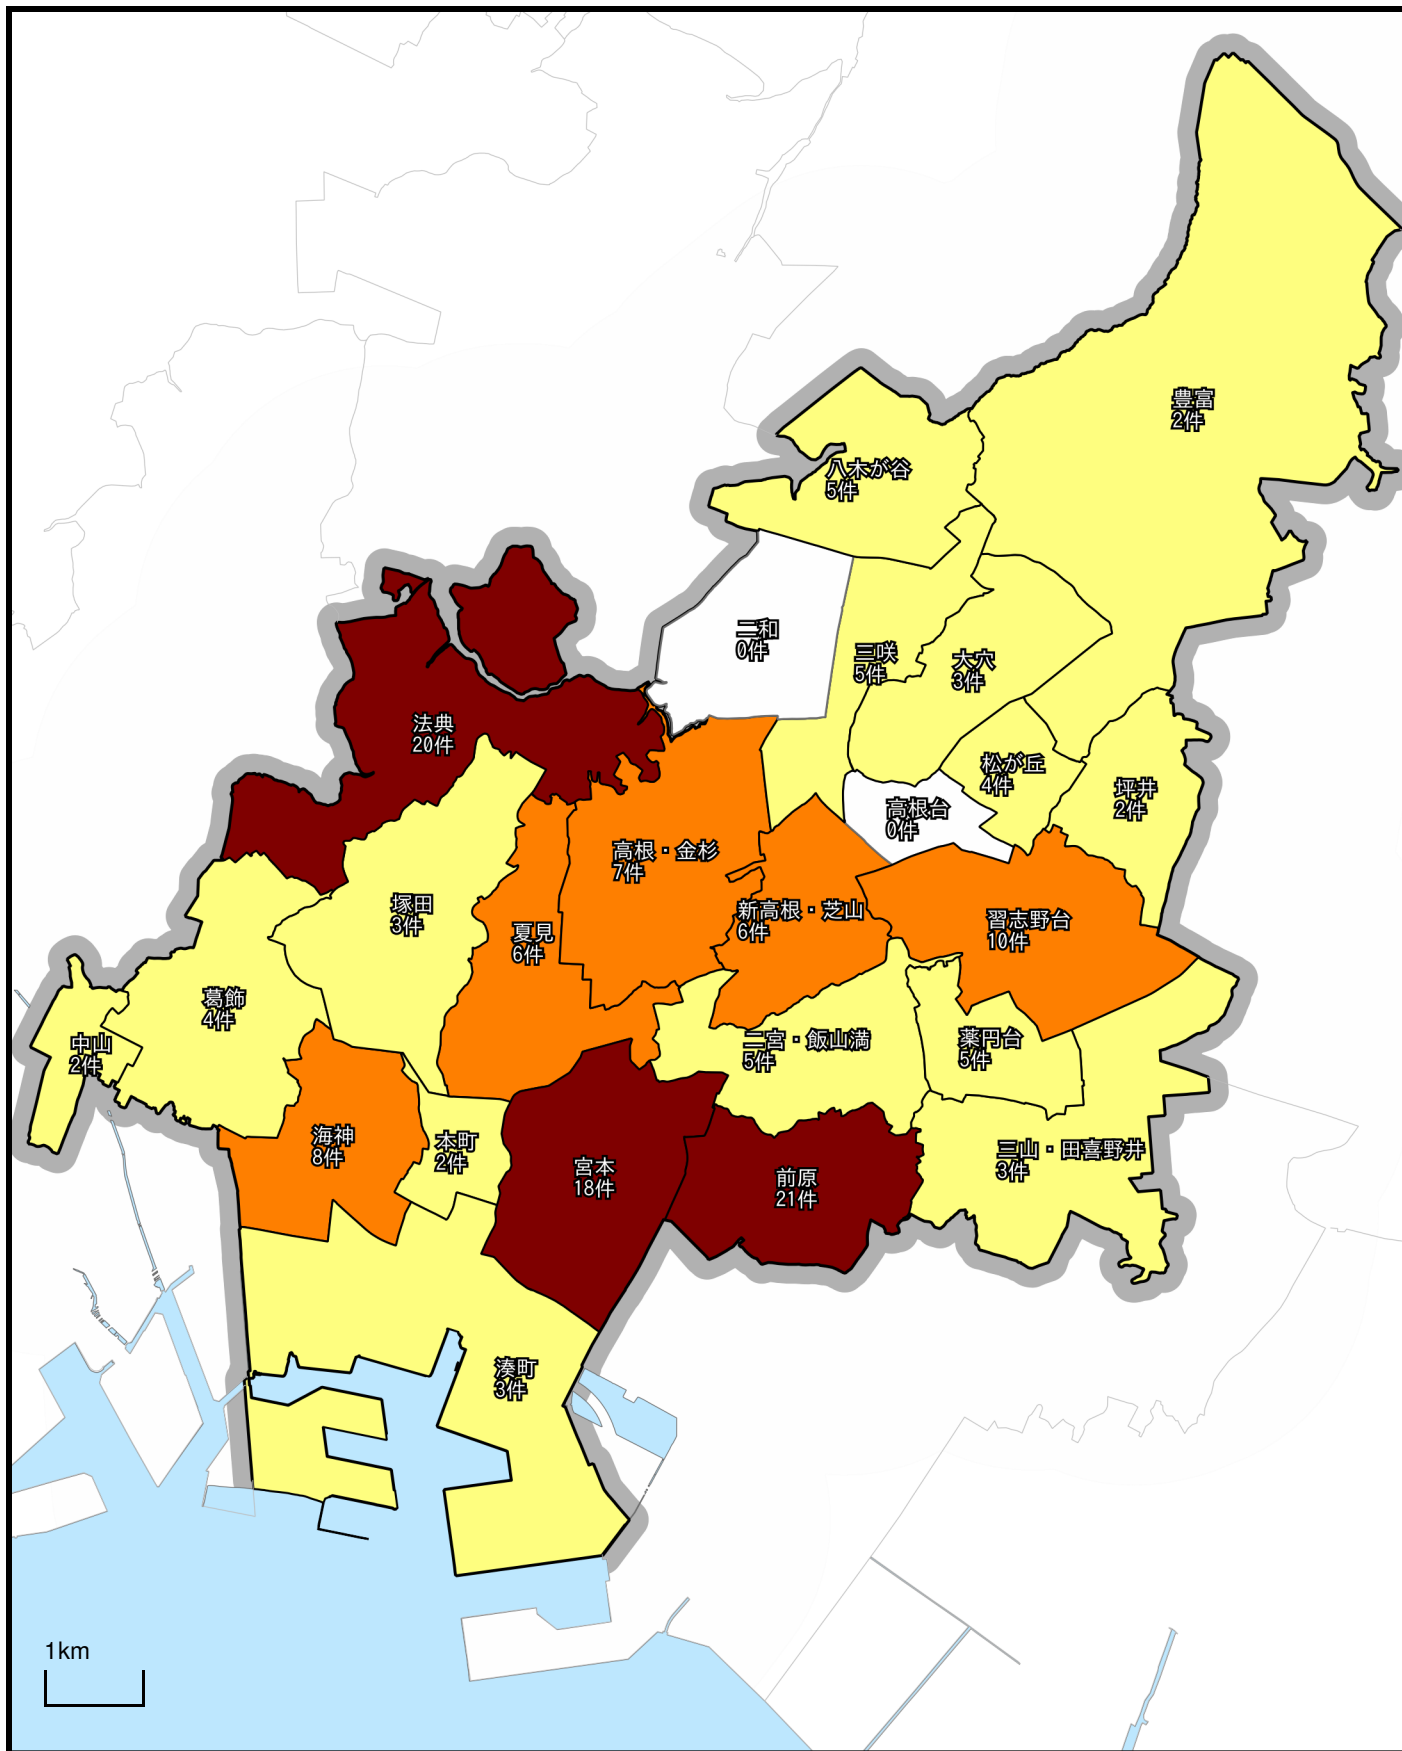 豊富
2件
八木が谷
5件
二和
0件
三咲
5件
大穴
3件
法典
20件
松が丘
4件
坪井
2件
高根台
0件
高根・金杉
7件
塚田
3件
新高根・芝山
6件
習志野台
10件
夏見
6件
葛飾
4件
中山
2件
二宮・飯山満
5件
薬円台
5件
海神
8件
本町
2件
三山・田喜野井
3件
宮本
18件
前原
21件
湊町
3件
1km